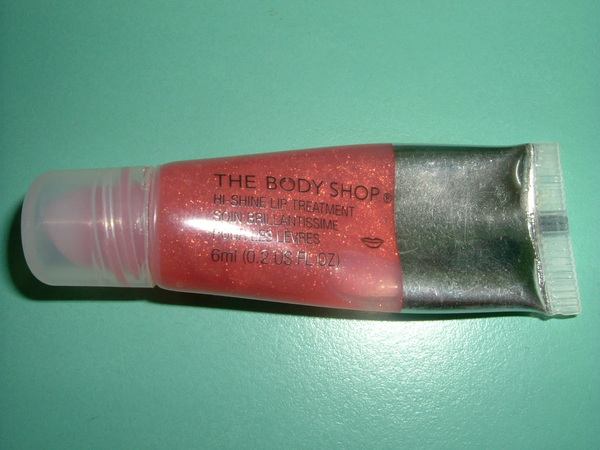 THE BODY SHOP®
HI-SHINE LIP TREATMENT
SOIN BRILLANTISSIME
POUR LES LÈVRES
6ml (0.2 US FL OZ)